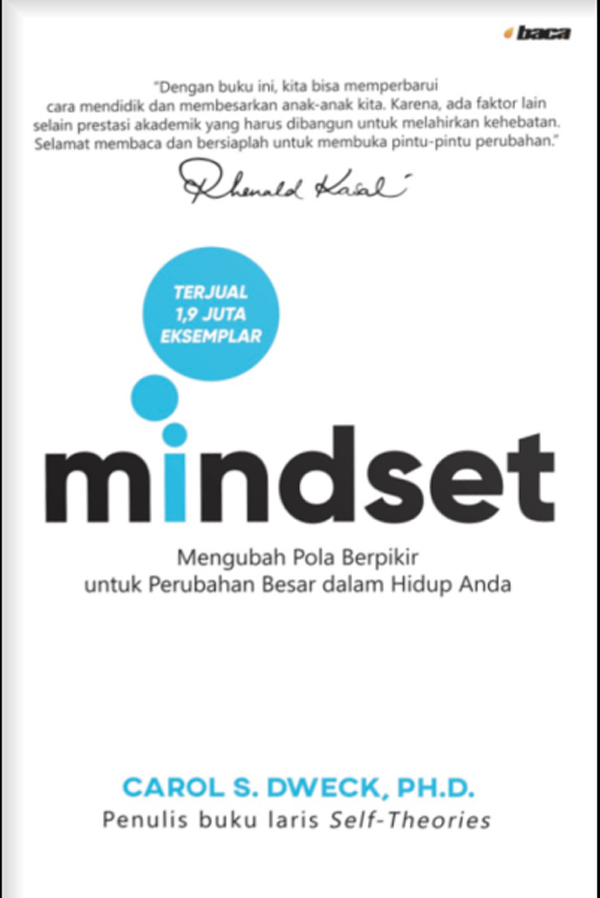 baca
“Dengan buku ini, kita bisa memperbarui
cara mendidik dan membesarkan anak-anak kita. Karena, ada faktor lain
selain prestasi akademik yang harus dibangun untuk melahirkan kehebatan.
Selamat membaca dan bersiaplah untuk membuka pintu-pintu perubahan.”
Rhenald Kasali
TERJUAL
1,9 JUTA
EKSEMPLAR
mindset
Mengubah Pola Berpikir
untuk Perubahan Besar dalam Hidup Anda
CAROL S. DWECK, PH.D.
Penulis buku laris Self-Theories